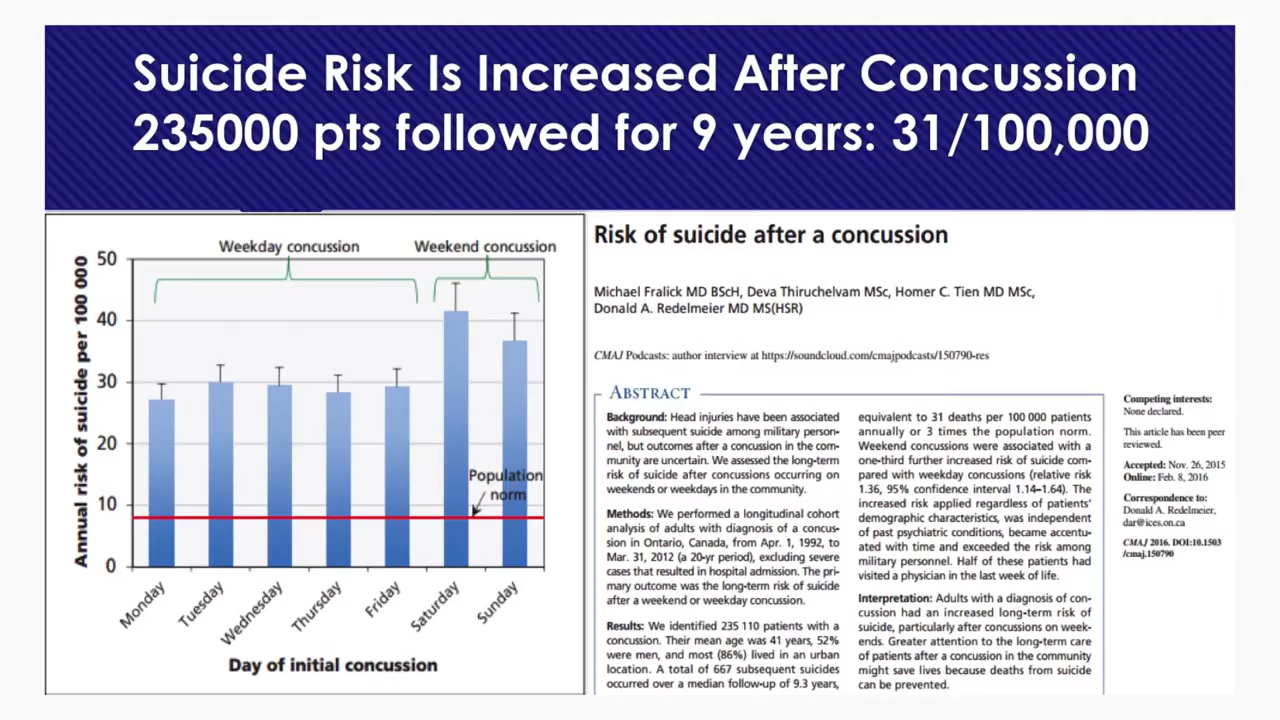 Suicide Risk Is Increased After Concussion
235000 pts followed for 9 years: 31/100,000
Weekday concussion
Weekend concussion
50
40
30
20
10
0
Annual risk of suicide per 100 000
Population
norm
Monday
Tuesday
Wednesday
Thursday
Friday
Saturday
Sunday
Day of initial concussion
Risk of suicide after a concussion
Michael Fralick MD BScH, Deva Thiruchelvam MSc, Homer C. Tien MD MSc,
Donald A. Redelmeier MD MS(HSR)
CMAJ Podcasts: author interview at https://soundcloud.com/cmajpodcasts/150790-res
ABSTRACT
Background: Head injuries have been associated
with subsequent suicide among military person-
nel, but outcomes after a concussion in the com-
munity are uncertain. We assessed the long-term
risk of suicide after concussions occurring on
weekends or weekdays in the community.
Methods: We performed a longitudinal cohort
analysis of adults with diagnosis of a concus-
sion in Ontario, Canada, from Apr. 1, 1992, to
Mar. 31, 2012 (a 20-yr period), excluding severe
cases that resulted in hospital admission. The pri-
mary outcome was the long-term risk of suicide
after a weekend or weekday concussion.
Results: We identified 235 110 patients with a
concussion. Their mean age was 41 years, 52%
were men, and most (86%) lived in an urban
location. A total of 667 subsequent suicides
occurred over a median follow-up of 9.3 years,
equivalent to 31 deaths per 100 000 patients
annually or 3 times the population norm.
Weekend concussions were associated with a
one-third further increased risk of suicide com-
pared with weekday concussions (relative risk
1.36, 95% confidence interval 1.14–1.64). The
increased risk applied regardless of patients'
demographic characteristics, was independent
of past psychiatric conditions, became accentu-
ated with time and exceeded the risk among
military personnel. Half of these patients had
visited a physician in the last week of life.
Interpretation: Adults with a diagnosis of con-
cussion had an increased long-term risk of
suicide, particularly after concussions on week-
ends. Greater attention to the long-term care
of patients after a concussion in the community
might save lives because deaths from suicide
can be prevented.
Competing interests:
None declared.
This article has been peer
reviewed.
Accepted: Nov. 26, 2015
Online: Feb. 8, 2016
Correspondence to:
Donald A. Redelmeier,
dar@ices.on.ca
CMAJ 2016. DOI:10.1503
/cmaj.150790